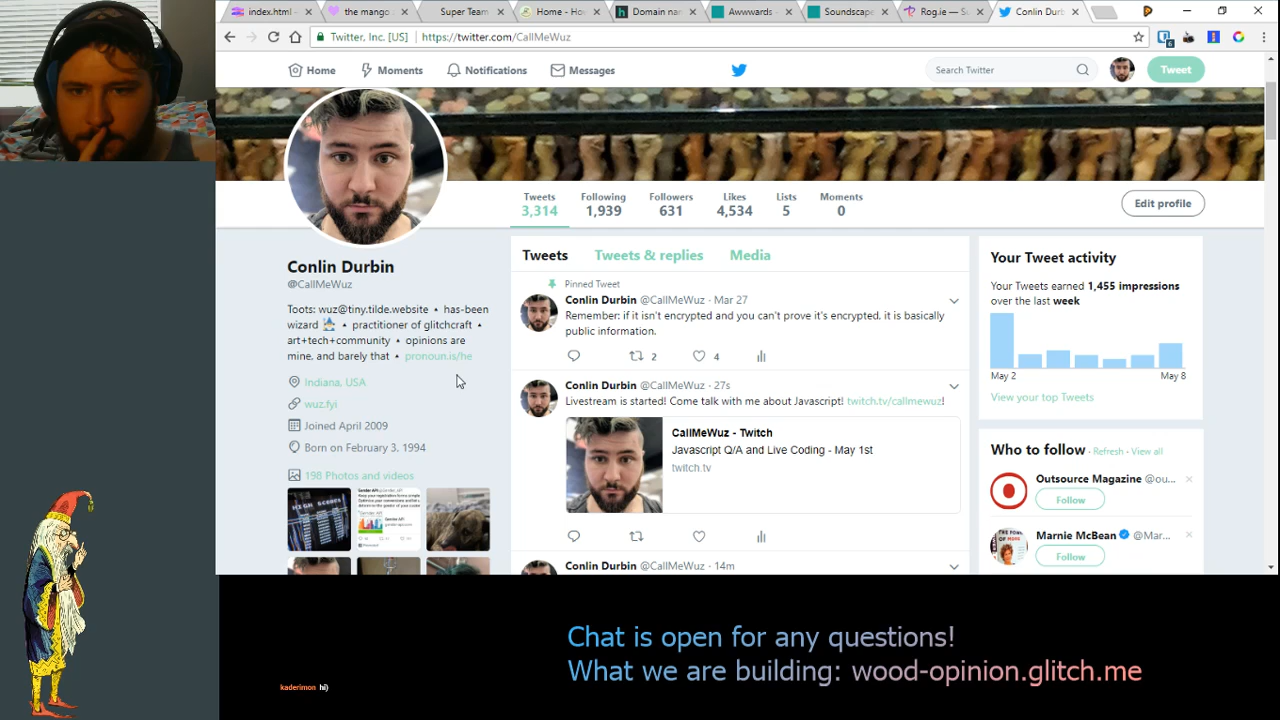 index.html -
the mango
Super Team
Home - Ho
Domain na
Awwwards -
Soundscape
Rog.ie — S
Conlin Durb
Twitter, Inc. [US]
https://twitter.com/CallMeWuz
6
Home
Moments
Notifications
Messages
Search Twitter
Tweet
Tweets
3,314
Following
1,939
Followers
631
Likes
4,534
Lists
5
Moments
0
Edit profile
Conlin Durbin
@CallMeWuz
Toots: wuz@tiny.tilde.website • has-been
wizard 🧙 • practitioner of glitchcraft •
art+tech+community • opinions are
mine, and barely that • pronoun.is/he
Indiana, USA
wuz.fyi
Joined April 2009
Born on February 3, 1994
198 Photos and videos
HIGH SCORES
Tweets
Tweets & replies
Media
Pinned Tweet
Conlin Durbin @CallMeWuz · Mar 27
Remember: if it isn't encrypted and you can't prove it's encrypted, it is basically
public information.
2
4
Conlin Durbin @CallMeWuz · 27s
Livestream is started! Come talk with me about Javascript! twitch.tv/callmewuz!
CallMeWuz - Twitch
Javascript Q/A and Live Coding - May 1st
twitch.tv
Conlin Durbin @CallMeWuz · 14m
Your Tweet activity
Your Tweets earned 1,455 impressions
over the last week
May 2
May 8
View your top Tweets
Who to follow · Refresh · View all
Outsource Magazine @ou...
Follow
Marnie McBean @Mar...
Follow
Chat is open for any questions!
What we are building: wood-opinion.glitch.me
kaderimon hi)